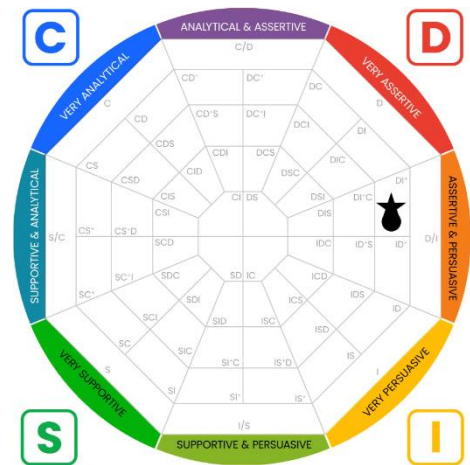 C
D
ANALYTICAL & ASSERTIVE
VERY ANALYTICAL
VERY ASSERTIVE
C/D
CD⁺
DC⁺
C
D
CD
DC
CD⁺S
DC⁺I
CD
DCI
DI
CDS
CDI
DCS
DIC
CS
CID
DSC
DI⁺
CSD
CIS
CI
DS
DSI
DI⁺C
CSI
DIS
SUPPORTIVE & ANALYTICAL
ASSERTIVE & PERSUASIVE
S/C
CS⁺
CS⁺D
SCD
IDC
ID⁺S
ID⁺
D/I
SC⁺
SC⁺I
SDC
SD
IC
ICD
SDI
ICS
IDS
ID
SCI
SID
ISC
ISD
SC
SIC
SI⁺C
IS⁺D
IS
S
SI
I
SI⁺
IS⁺
I/S
VERY SUPPORTIVE
VERY PERSUASIVE
SUPPORTIVE & PERSUASIVE
S
I